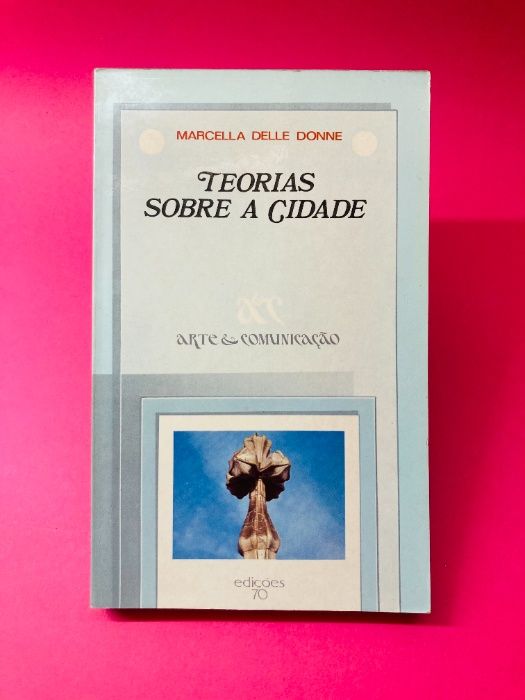 MARCELLA DELLE DONNE
TEORIAS
SOBRE A CIDADE
A&C
ARTE & COMUNICAÇÃO
edições
70